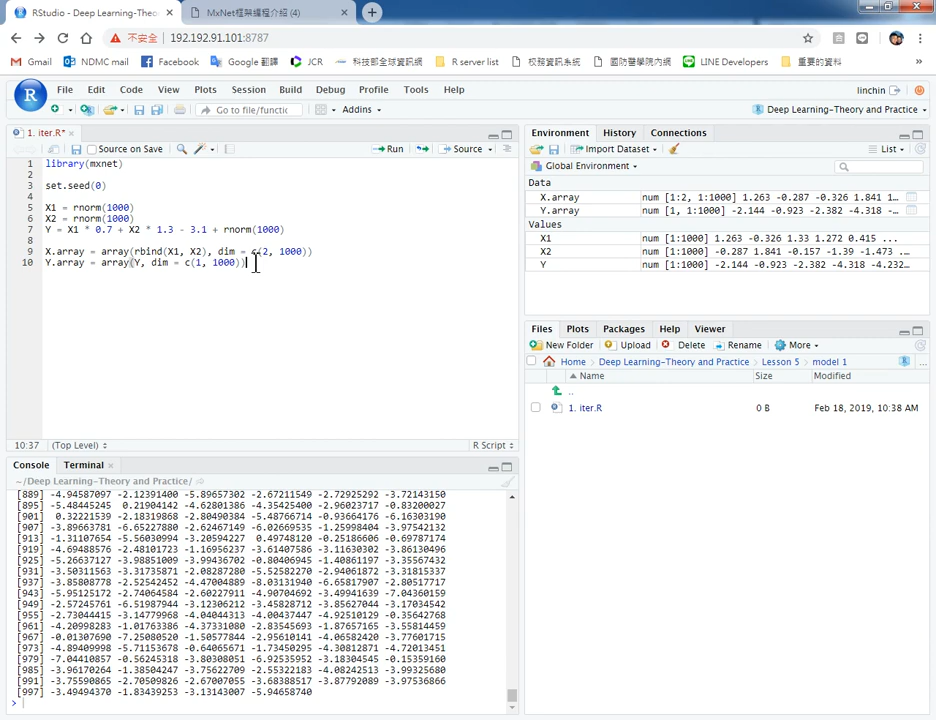 RStudio - Deep Learning-Theo
MxNet框架編程介紹 (4)
不安全 192.192.91.101:8787
Gmail NDMC mail Facebook Google 翻譯 JCR 科技部全球資訊網 R server list 校務資訊系統 國防醫學院內網 LINE Developers 重要的資料 »
R File Edit Code View Plots Session Build Debug Profile Tools Help linchin
Go to file/functic Addins Deep Learning-Theory and Practice
1. iter.R*
Source on Save Run Source
1 library(mxnet)
2
3 set.seed(0)
4
5 X1 = rnorm(1000)
6 X2 = rnorm(1000)
7 Y = X1 * 0.7 + X2 * 1.3 - 3.1 + rnorm(1000)
8
9 X.array = array(rbind(X1, X2), dim = c(2, 1000))
10 Y.array = array(Y, dim = c(1, 1000))
10:37 (Top Level) R Script
Console Terminal
~/Deep Learning-Theory and Practice/
[889] -4.94587097 -2.12391400 -5.89657302 -2.67211549 -2.72925292 -3.72143150
[895] -5.48445245 0.21904142 -4.62801386 -4.35425400 -2.96023717 -0.83200027
[901] 0.32221539 -2.18319868 -2.80490384 -5.48766714 -0.93664176 -6.16303190
[907] -3.89663781 -6.65227880 -2.62467149 -6.02669535 -1.25998404 -3.97542132
[913] -1.31107654 -5.56030994 -3.20594227 0.49748120 -0.25186606 -0.69787174
[919] -4.69488576 -2.48101723 -1.16956237 -3.61407586 -3.11630302 -3.86130496
[925] -5.26637127 -3.98851009 -3.99436702 -0.80406945 -1.40861197 -3.35567432
[931] -3.50311563 -3.31735871 -2.08287280 -5.52582270 -2.94061872 -3.31815337
[937] -3.85808778 -2.52542452 -4.47004889 -8.03131940 -6.65817907 -2.80517717
[943] -5.95125172 -2.74064584 -2.60227911 -4.90704692 -3.49941639 -7.04360159
[949] -2.57245761 -6.51987944 -3.12306212 -3.45828712 -3.85627044 -3.17034542
[955] -2.73044415 -3.14779968 -4.04044313 -4.00437447 -4.92510129 0.35642768
[961] -4.20998283 -1.01763386 -4.37331080 -2.83545693 -1.87657165 -3.55814459
[967] -0.01307690 -7.25080520 -1.50577844 -2.95610141 -4.06582420 -3.77601715
[973] -4.89409998 -5.71153678 -0.64065671 -1.73450295 -4.30812871 -4.72013451
[979] -7.04410857 -0.56245318 -3.80308051 -6.92535952 -3.18304545 -0.15359160
[985] -3.96170264 -1.38504247 -3.75622709 -2.55322183 -4.08242513 -3.99325680
[991] -3.75590865 -2.70509826 -2.67007055 -3.68388517 -3.87792089 -3.97536866
[997] -3.49494370 -1.83439253 -3.13143007 -5.94658740
>
Environment History Connections
Import Dataset List
Global Environment
Data
X.array num [1:2, 1:1000] 1.263 -0.287 -0.326 1.841 1...
Y.array num [1, 1:1000] -2.144 -0.923 -2.382 -4.318 -...
Values
X1 num [1:1000] 1.263 -0.326 1.33 1.272 0.415 ...
X2 num [1:1000] -0.287 1.841 -0.157 -1.39 -1.473 ...
Y num [1:1000] -2.144 -0.923 -2.382 -4.318 -4.232...
Files Plots Packages Help Viewer
New Folder Upload Delete Rename More
Home Deep Learning-Theory and Practice Lesson 5 model 1 ...
Name Size Modified
..
1. iter.R 0 B Feb 18, 2019, 10:38 AM